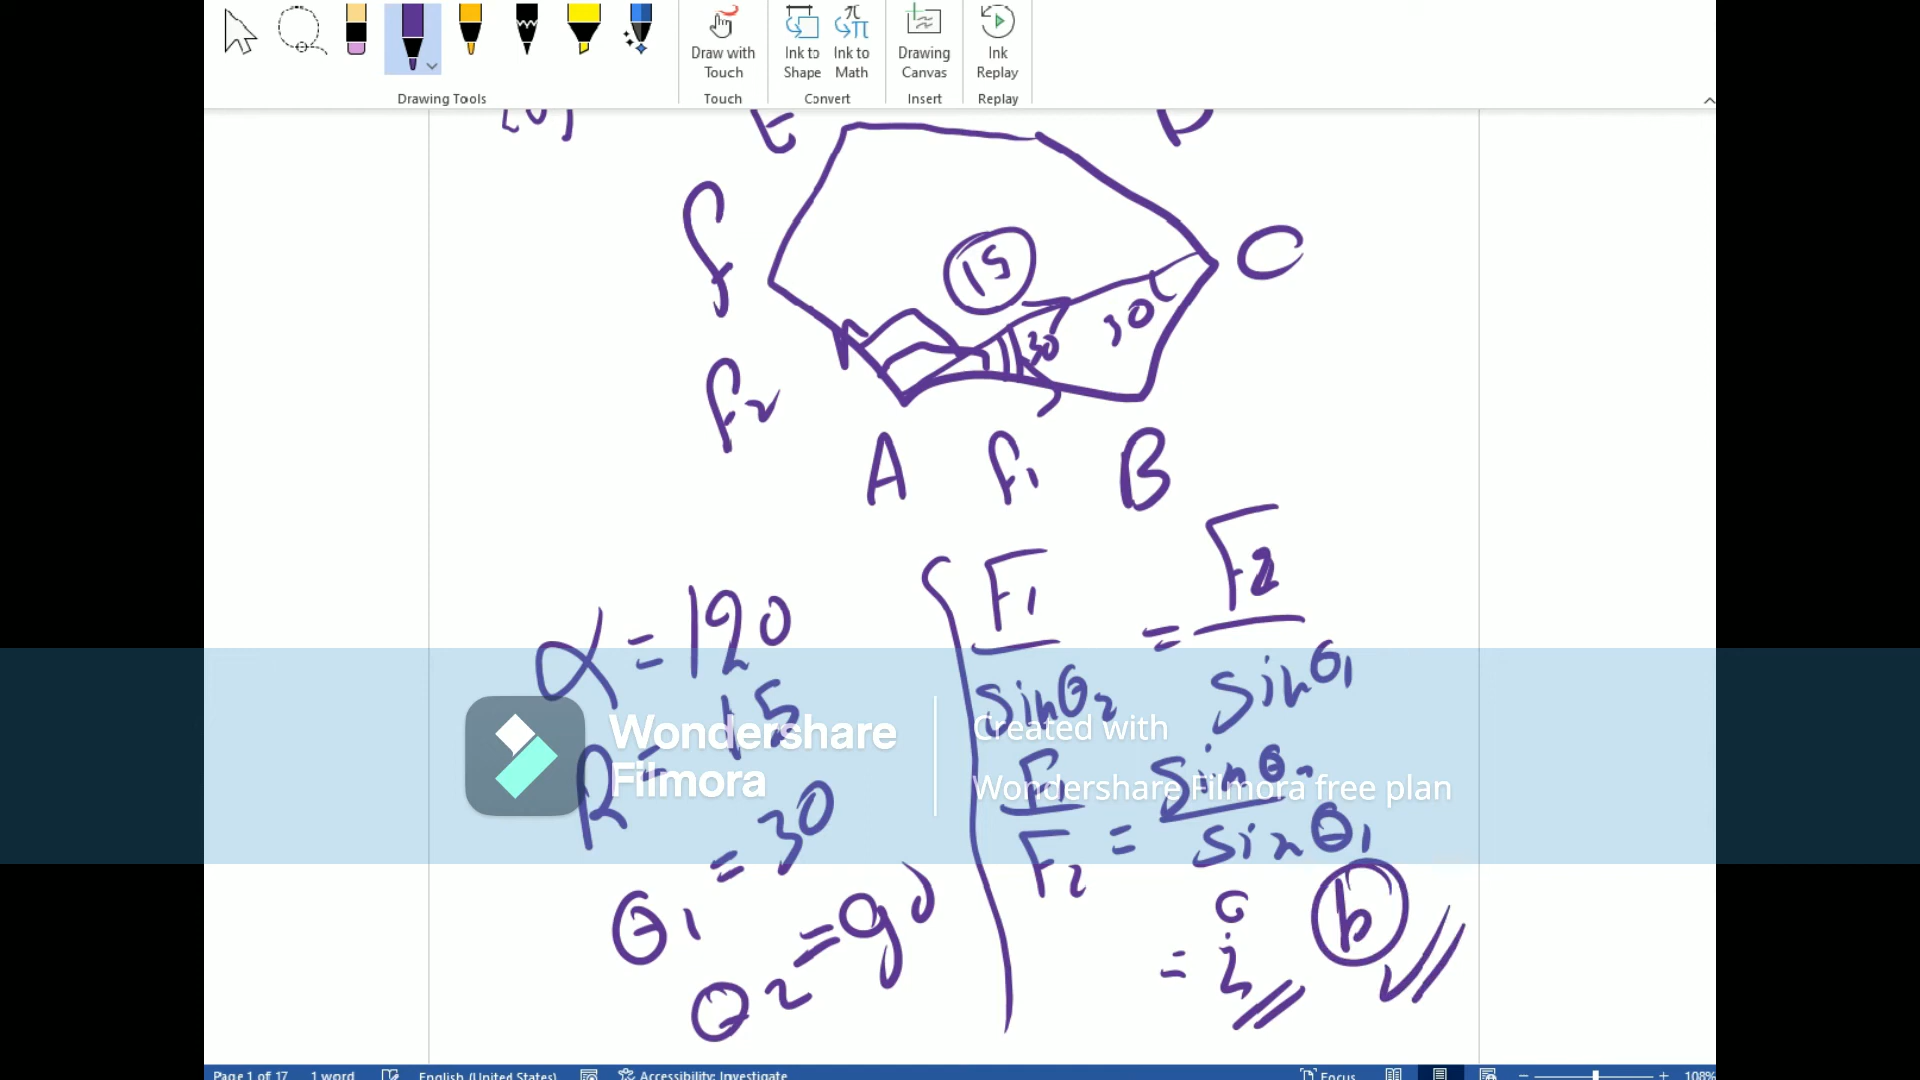 Draw with Touch
Ink to Shape
Ink to Math
Drawing Canvas
Ink Replay
Drawing Tools
Touch
Convert
Insert
Replay
E
D
f
15
C
30
30
f2
A
f1
B
α = 120
R = 15
θ1 = 30
θ2 = 90
F1 / sinθ2 = F2 / sinθ1
F1 / F2 = sinθ2 / sinθ1
=
b
Wondershare
Filmora
Created with
Wondershare Filmora free plan
Page 1 of 17
1 word
English (United States)
Accessibility: Investigate
Focus
108%